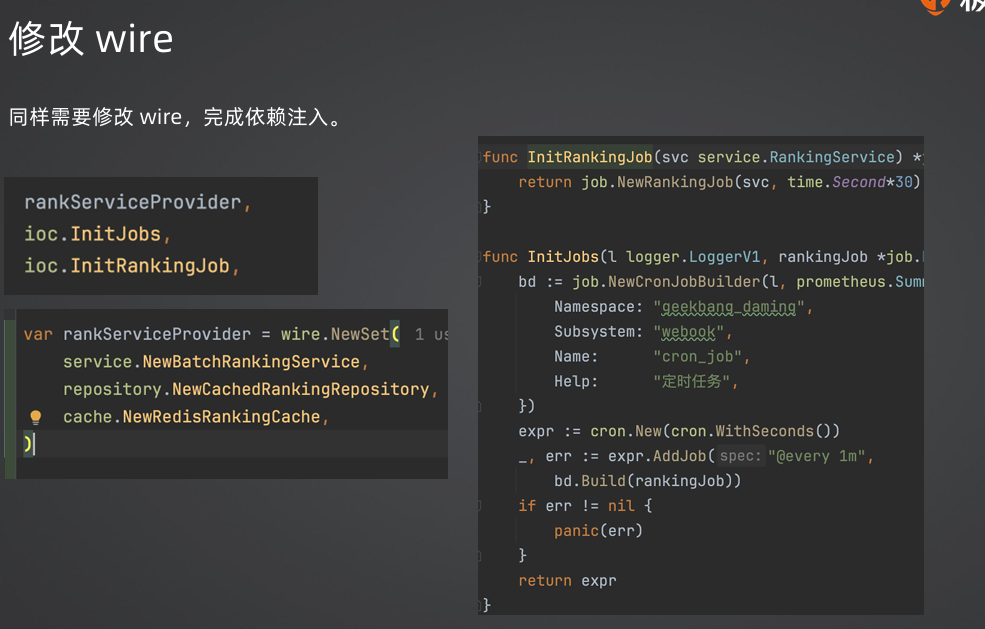 修改 wire
同样需要修改 wire，完成依赖注入。
rankServiceProvider,
ioc.InitJobs,
ioc.InitRankingJob,
var rankServiceProvider = wire.NewSet( 1 us
service.NewBatchRankingService,
repository.NewCachedRankingRepository,
cache.NewRedisRankingCache,
)
func InitRankingJob(svc service.RankingService) *
return job.NewRankingJob(svc, time.Second*30)
}
func InitJobs(l logger.LoggerV1, rankingJob *job.
bd := job.NewCronJobBuilder(l, prometheus.Summ
Namespace: "geekbang_daming",
Subsystem: "webook",
Name: "cron_job",
Help: "定时任务",
})
expr := cron.New(cron.WithSeconds())
_, err := expr.AddJob( spec: "@every 1m",
bd.Build(rankingJob))
if err != nil {
panic(err)
}
return expr
}